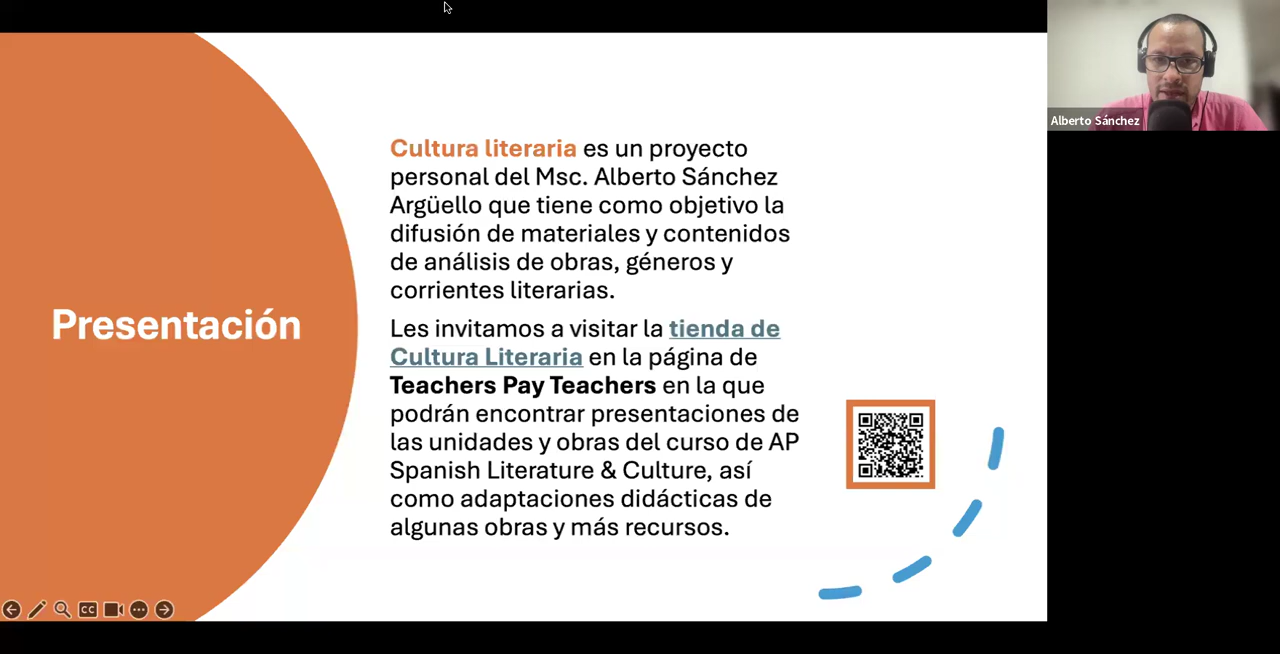 Presentación
Cultura literaria es un proyecto
personal del Msc. Alberto Sánchez
Argüello que tiene como objetivo la
difusión de materiales y contenidos
de análisis de obras, géneros y
corrientes literarias.
Les invitamos a visitar la tienda de
Cultura Literaria en la página de
Teachers Pay Teachers en la que
podrán encontrar presentaciones de
las unidades y obras del curso de AP
Spanish Literature & Culture, así
como adaptaciones didácticas de
algunas obras y más recursos.
Alberto Sánchez
CC